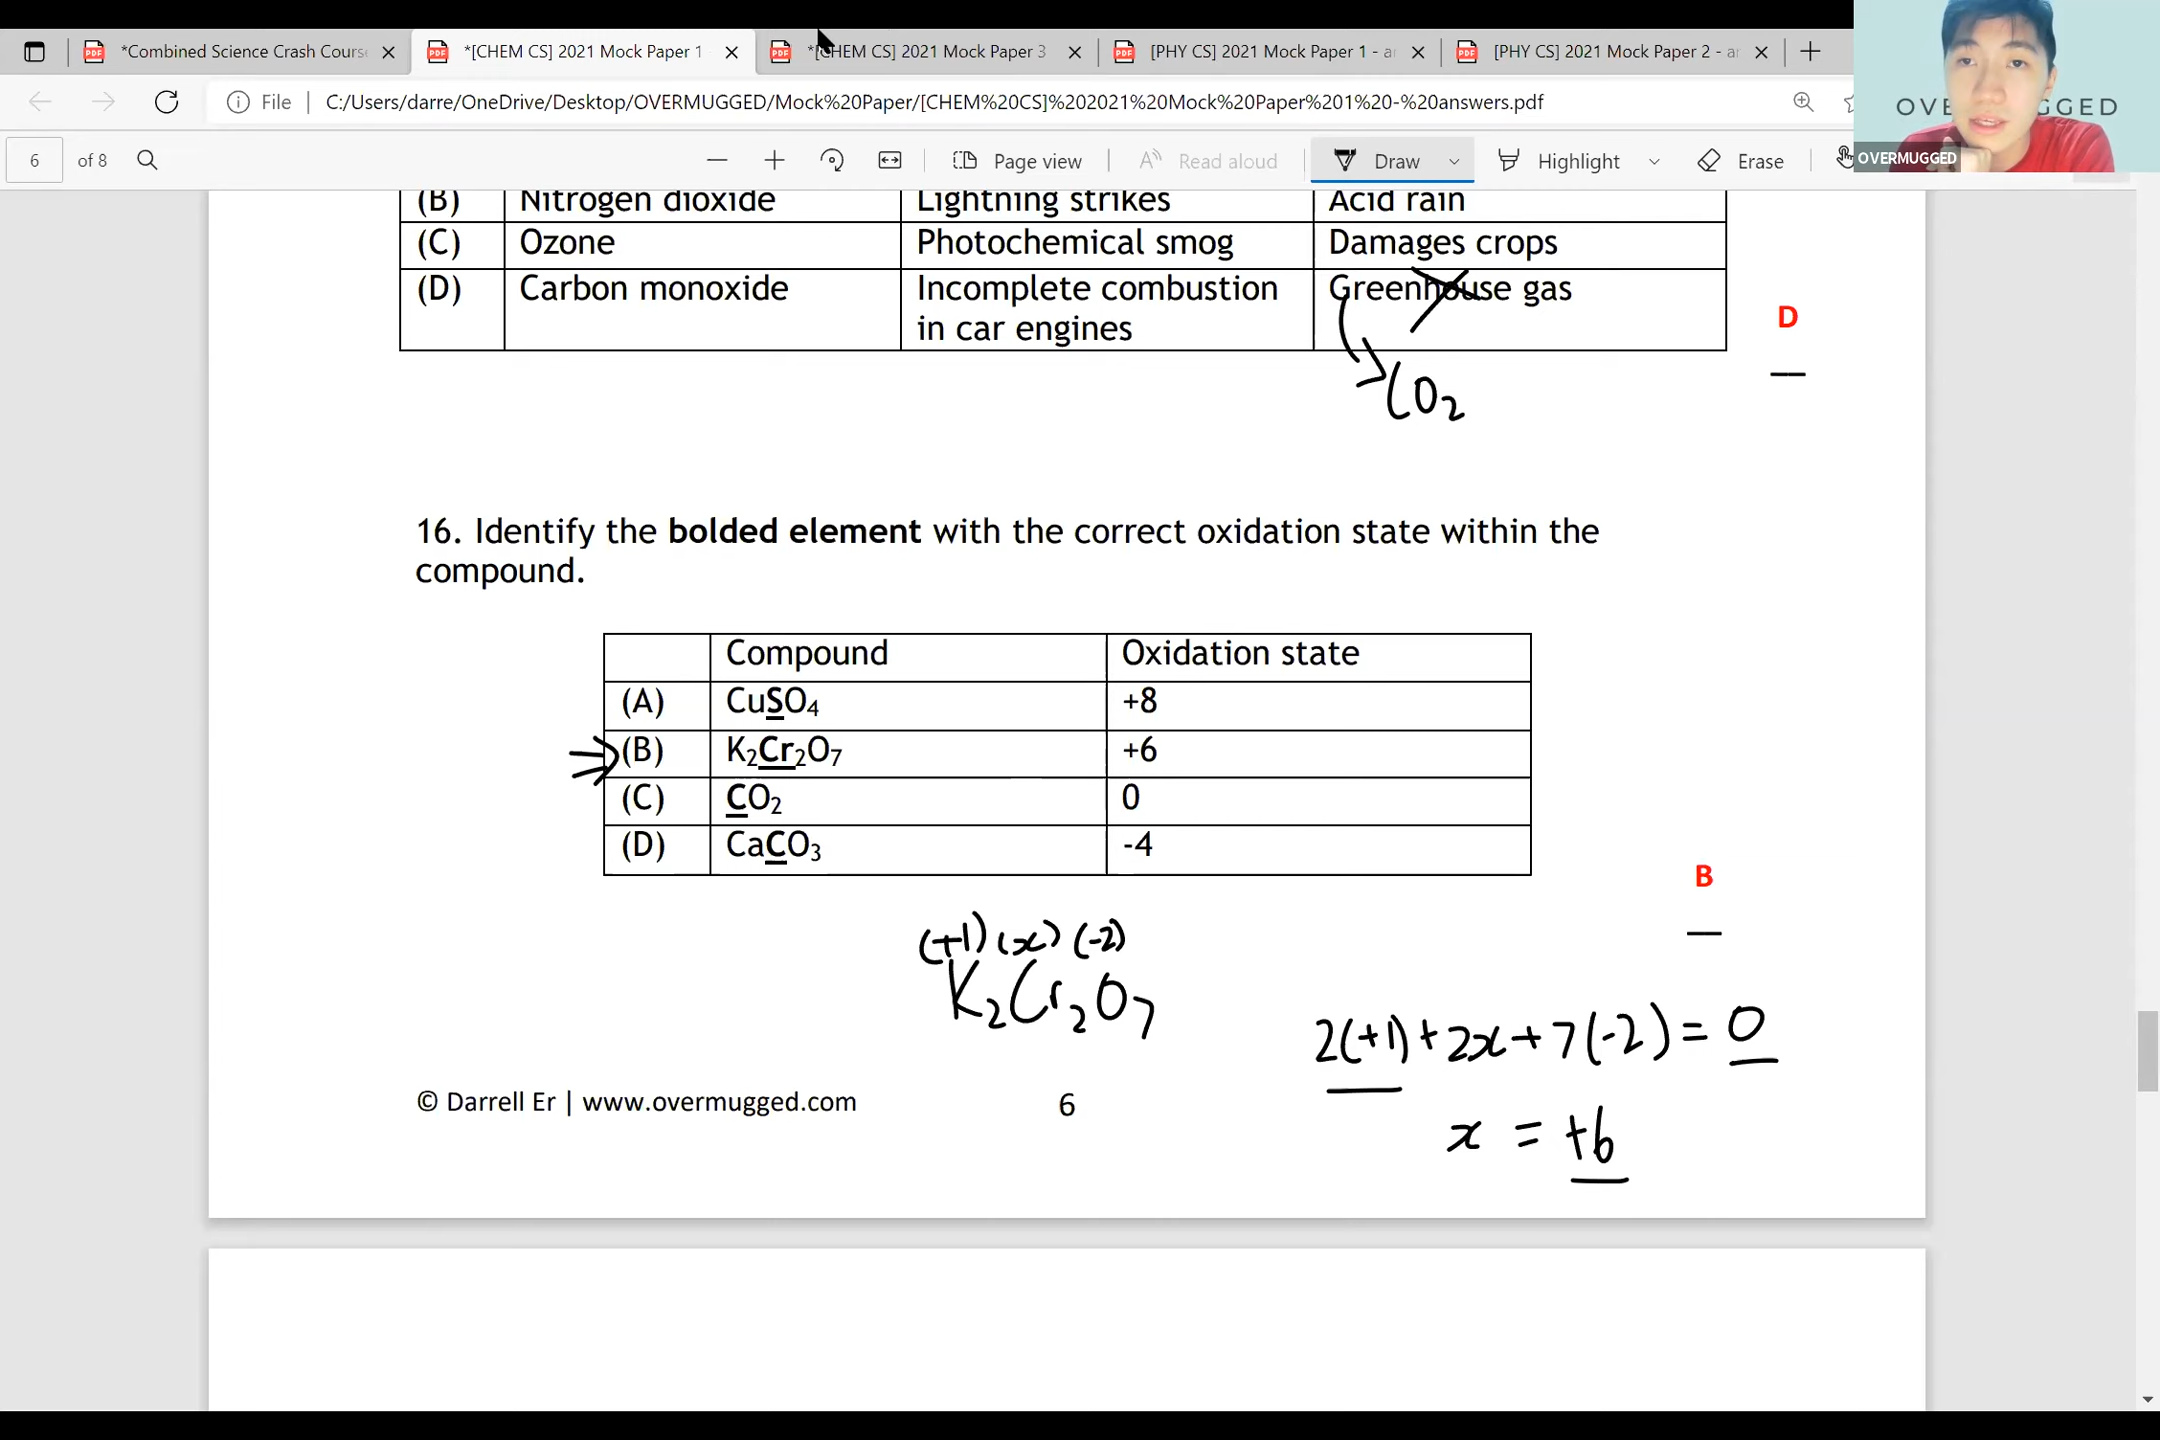 *Combined Science Crash Cours
*[CHEM CS] 2021 Mock Paper 1
*[CHEM CS] 2021 Mock Paper 3
[PHY CS] 2021 Mock Paper 1 - a
[PHY CS] 2021 Mock Paper 2 - a
File | C:/Users/darre/OneDrive/Desktop/OVERMUGGED/Mock%20Paper/[CHEM%20CS]%202021%20Mock%20Paper%201%20-%20answers.pdf
6 of 8 Page view Read aloud Draw Highlight Erase
OVE GGED
OVERMUGGED
(B) Nitrogen dioxide Lightning strikes Acid rain
(C) Ozone Photochemical smog Damages crops
(D) Carbon monoxide Incomplete combustion Greenhouse gas
in car engines
D
CO₂
16. Identify the bolded element with the correct oxidation state within the
compound.
Compound Oxidation state
(A) CuSO₄ +8
(B) K₂Cr₂O₇ +6
(C) CO₂ 0
(D) CaCO₃ -4
B
(+1) (x) (-2)
K₂Cr₂O₇
2(+1)+2x+7(-2)=0
x = +6
© Darrell Er | www.overmugged.com 6